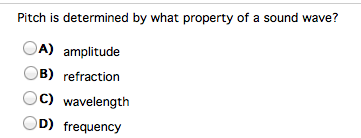 Pitch is determined by what property of a sound wave?
A) amplitude
B) refraction
C) wavelength
D) frequency